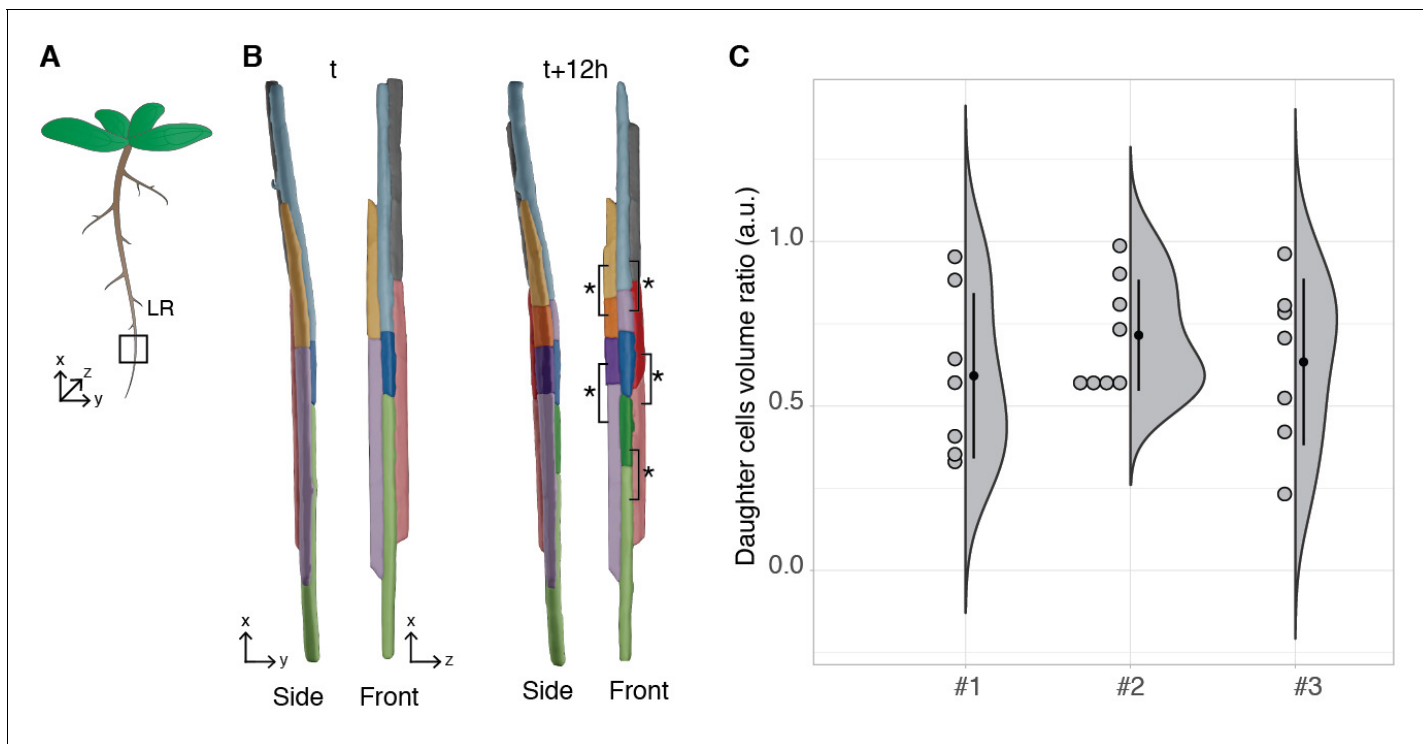 A
LR
x
z
y
B
t
t+12h
*
*
*
*
*
x
y
x
z
Side
Front
Side
Front
C
Daughter cells volume ratio (a.u.)
1.0
0.5
0.0
#1
#2
#3